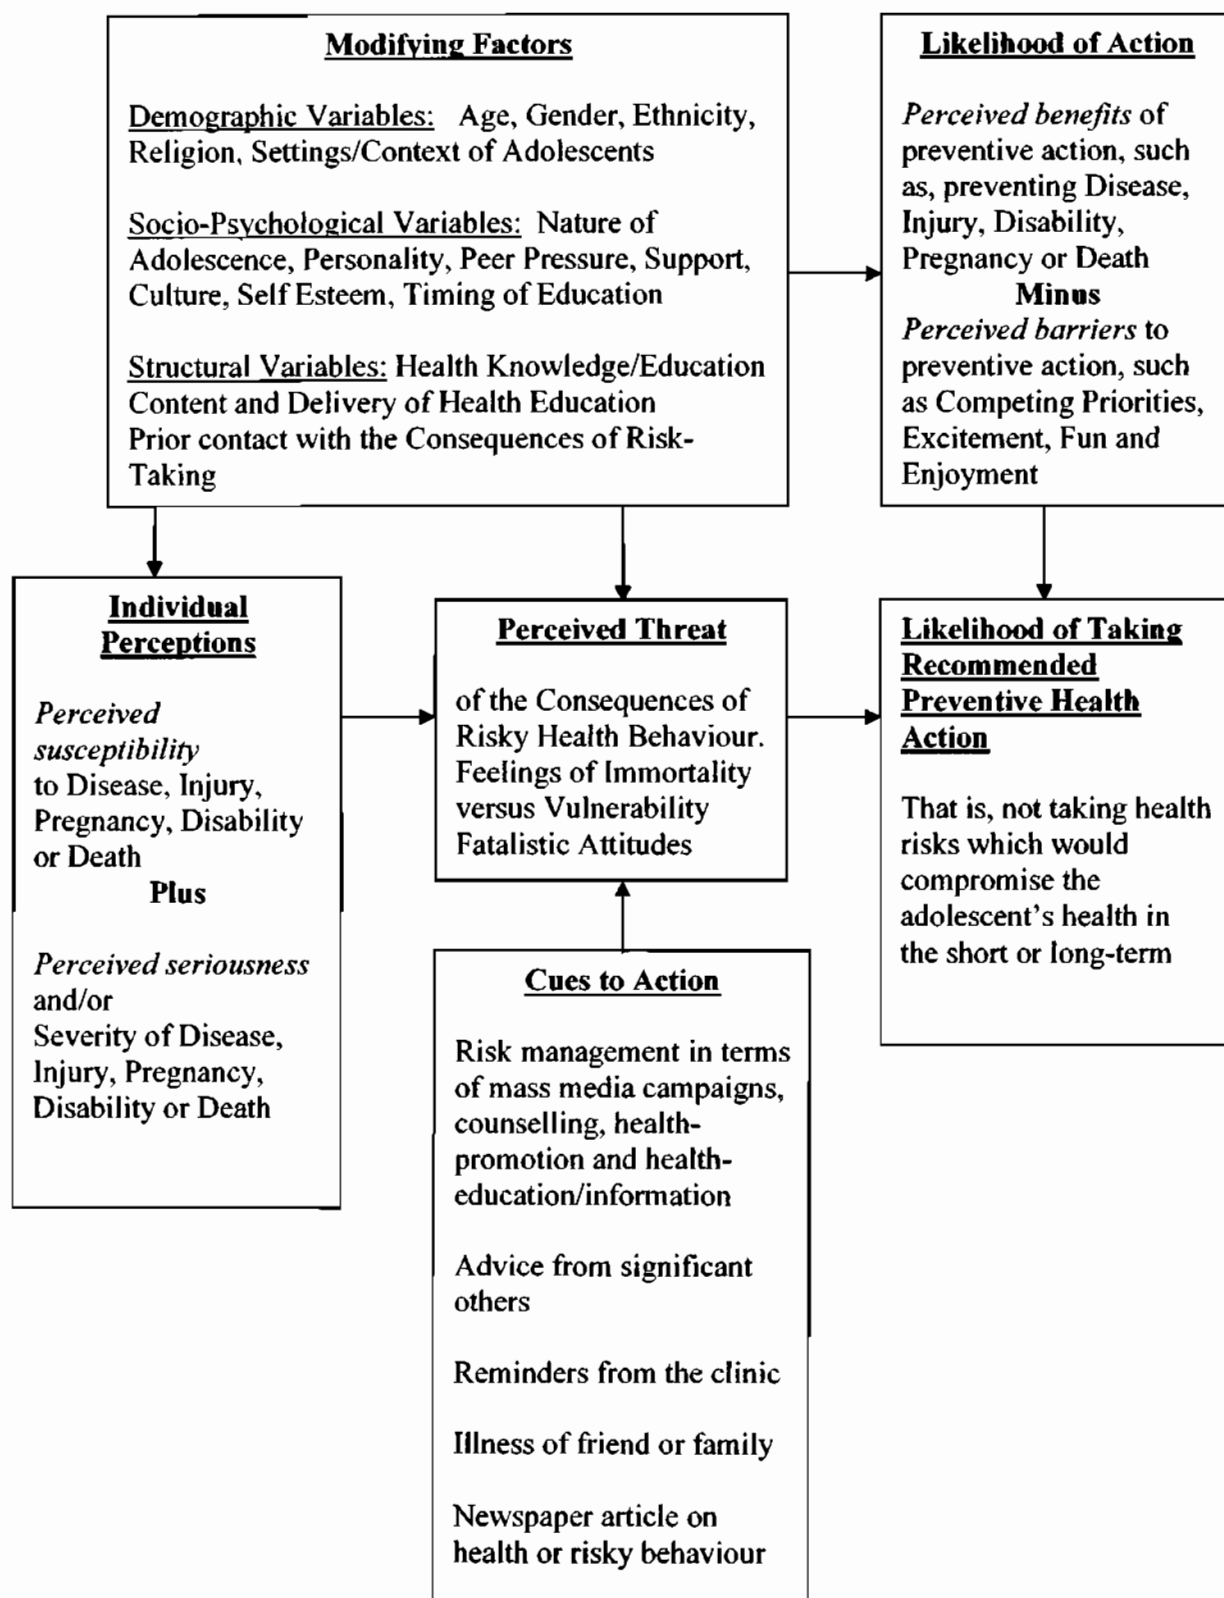 Modifying Factors
Demographic Variables: Age, Gender, Ethnicity,
Religion, Settings/Context of Adolescents
Socio-Psychological Variables: Nature of
Adolescence, Personality, Peer Pressure, Support,
Culture, Self Esteem, Timing of Education
Structural Variables: Health Knowledge/Education
Content and Delivery of Health Education
Prior contact with the Consequences of Risk-
Taking
Likelihood of Action
Perceived benefits of
preventive action, such
as, preventing Disease,
Injury, Disability,
Pregnancy or Death
Minus
Perceived barriers to
preventive action, such
as Competing Priorities,
Excitement, Fun and
Enjoyment
Individual
Perceptions
Perceived
susceptibility
to Disease, Injury,
Pregnancy, Disability
or Death
Plus
Perceived seriousness
and/or
Severity of Disease,
Injury, Pregnancy,
Disability or Death
Perceived Threat
of the Consequences of
Risky Health Behaviour.
Feelings of Immortality
versus Vulnerability
Fatalistic Attitudes
Likelihood of Taking
Recommended
Preventive Health
Action
That is, not taking health
risks which would
compromise the
adolescent's health in
the short or long-term
Cues to Action
Risk management in terms
of mass media campaigns,
counselling, health-
promotion and health-
education/information
Advice from significant
others
Reminders from the clinic
Illness of friend or family
Newspaper article on
health or risky behaviour